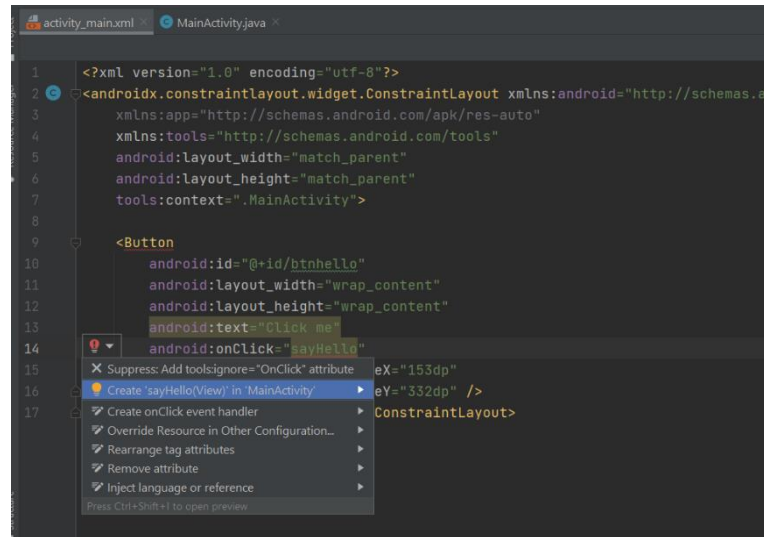 activity_main.xml × MainActivity.java ×
1 <?xml version="1.0" encoding="utf-8"?>
2 <androidx.constraintlayout.widget.ConstraintLayout xmlns:android="http://schemas.a
3 xmlns:app="http://schemas.android.com/apk/res-auto"
4 xmlns:tools="http://schemas.android.com/tools"
5 android:layout_width="match_parent"
6 android:layout_height="match_parent"
7 tools:context=".MainActivity">
8
9 <Button
10 android:id="@+id/btnhello"
11 android:layout_width="wrap_content"
12 android:layout_height="wrap_content"
13 android:text="Click me"
14 android:onClick="sayHello"
15 eX="153dp"
16 eY="332dp" />
17 ConstraintLayout>
Suppress: Add tools:ignore="OnClick" attribute
Create 'sayHello(View)' in 'MainActivity'
Create onClick event handler
Override Resource in Other Configuration...
Rearrange tag attributes
Remove attribute
Inject language or reference
Press Ctrl+Shift+I to open preview